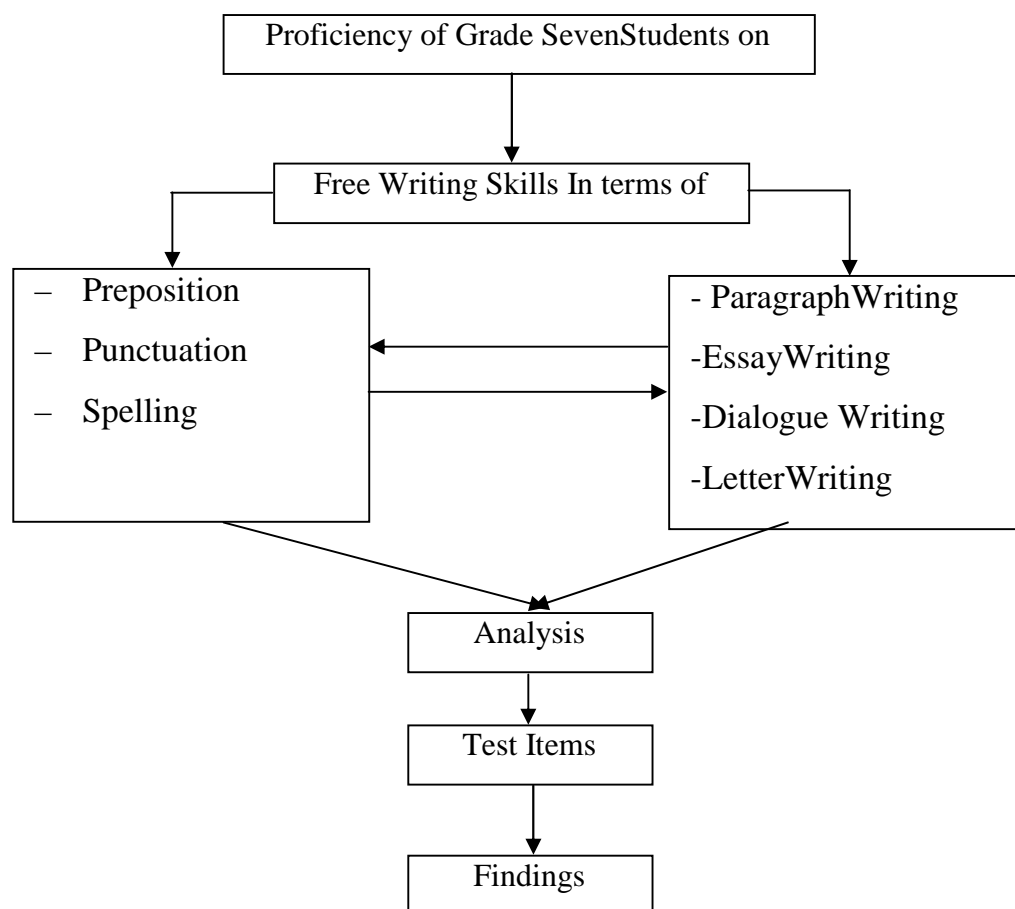 Proficiency of Grade SevenStudents on
Free Writing Skills In terms of
– Preposition
– Punctuation
– Spelling
- ParagraphWriting
-EssayWriting
-Dialogue Writing
-LetterWriting
Analysis
Test Items
Findings